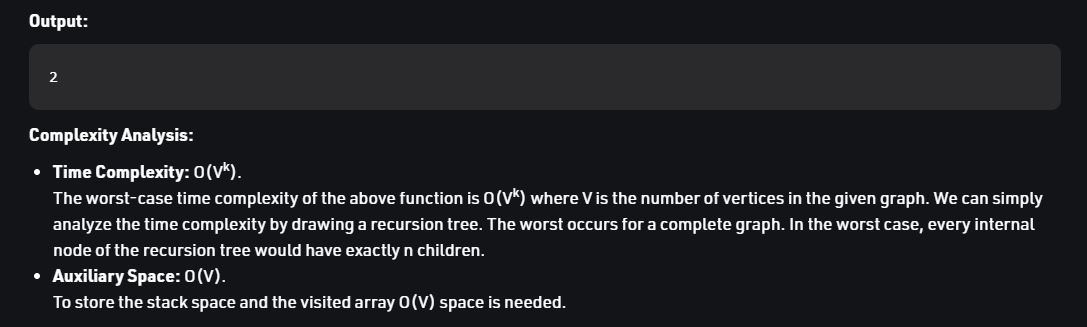 Output:
2
Complexity Analysis:
• Time Complexity: O(Vᵏ).
The worst-case time complexity of the above function is O(Vᵏ) where V is the number of vertices in the given graph. We can simply
analyze the time complexity by drawing a recursion tree. The worst occurs for a complete graph. In the worst case, every internal
node of the recursion tree would have exactly n children.
• Auxiliary Space: O(V).
To store the stack space and the visited array O(V) space is needed.